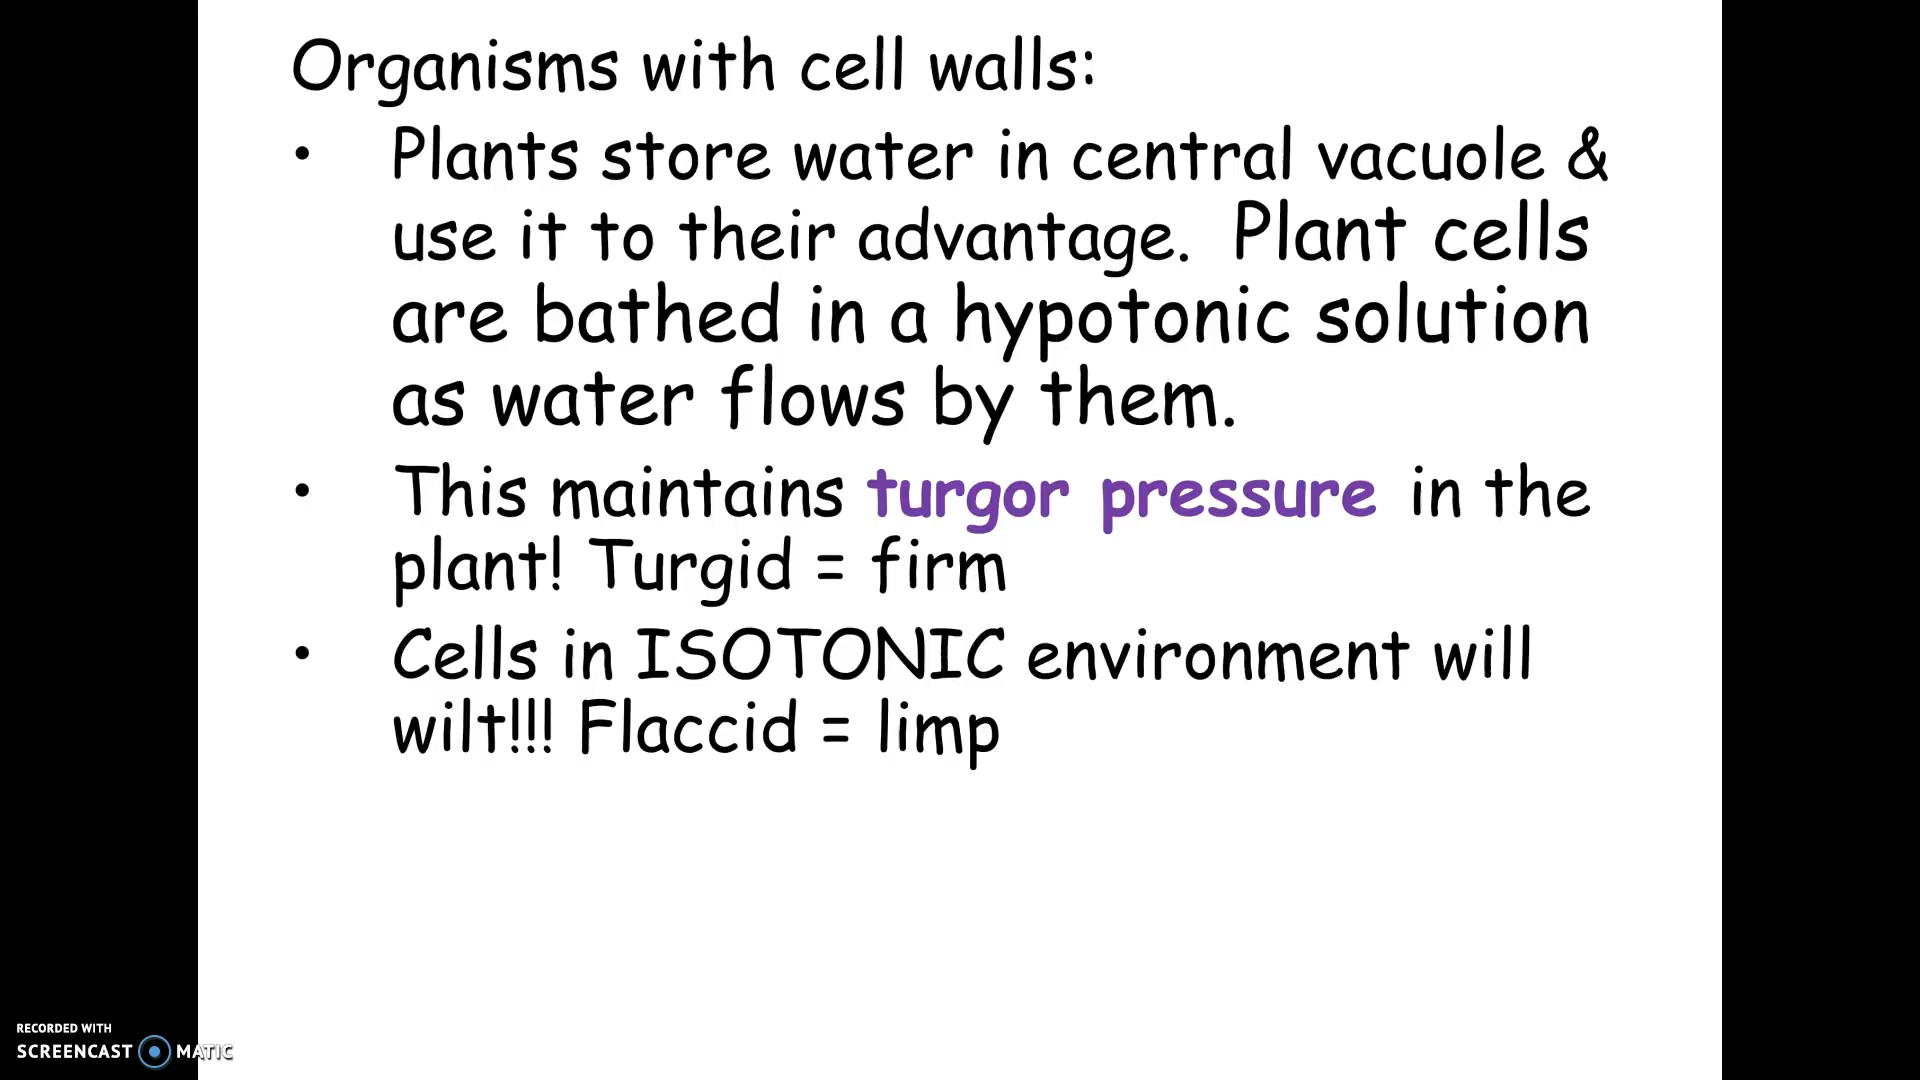 Organisms with cell walls:
• Plants store water in central vacuole &
use it to their advantage. Plant cells
are bathed in a hypotonic solution
as water flows by them.
• This maintains turgor pressure in the
plant! Turgid = firm
• Cells in ISOTONIC environment will
wilt!!! Flaccid = limp
RECORDED WITH
SCREENCAST MATIC